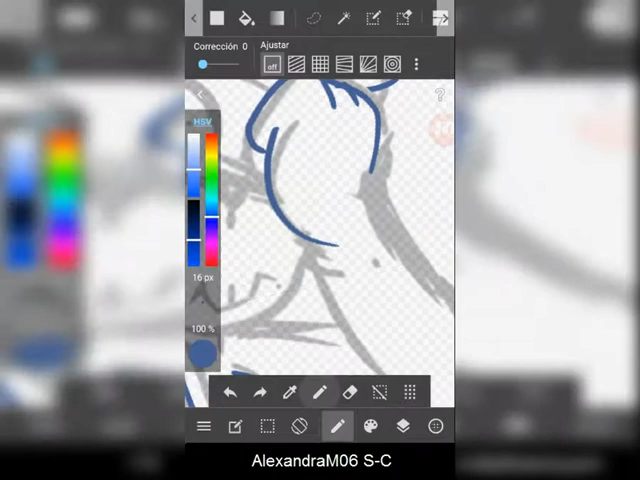 Corrección 0
Ajustar
off
?
HSV
16 px
100 %
AlexandraM06 S-C